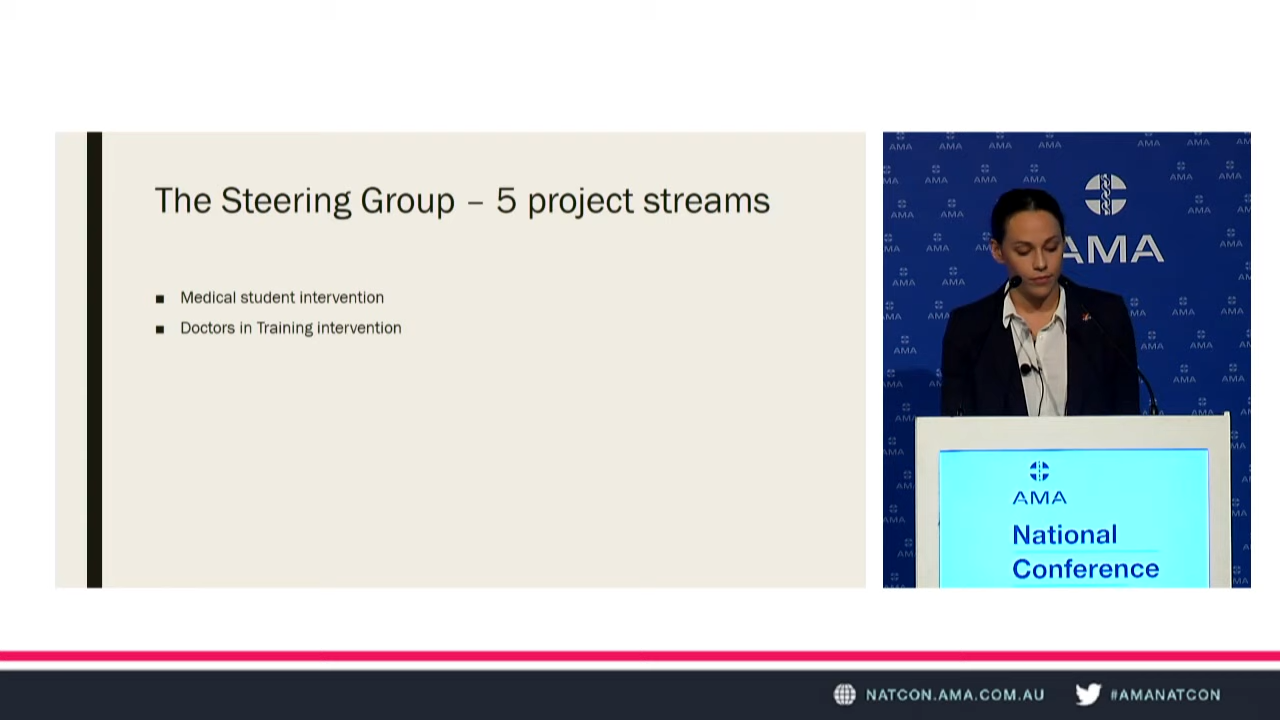 The Steering Group – 5 project streams
■ Medical student intervention
■ Doctors in Training intervention
AMA
AMA
National
Conference
NATCON.AMA.COM.AU
#AMANATCON